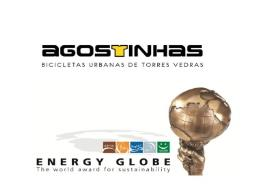 AGOSTINHAS
BICICLETAS URBANAS DE TORRES VEDRAS
ENERGY GLOBE
The world award for sustainability